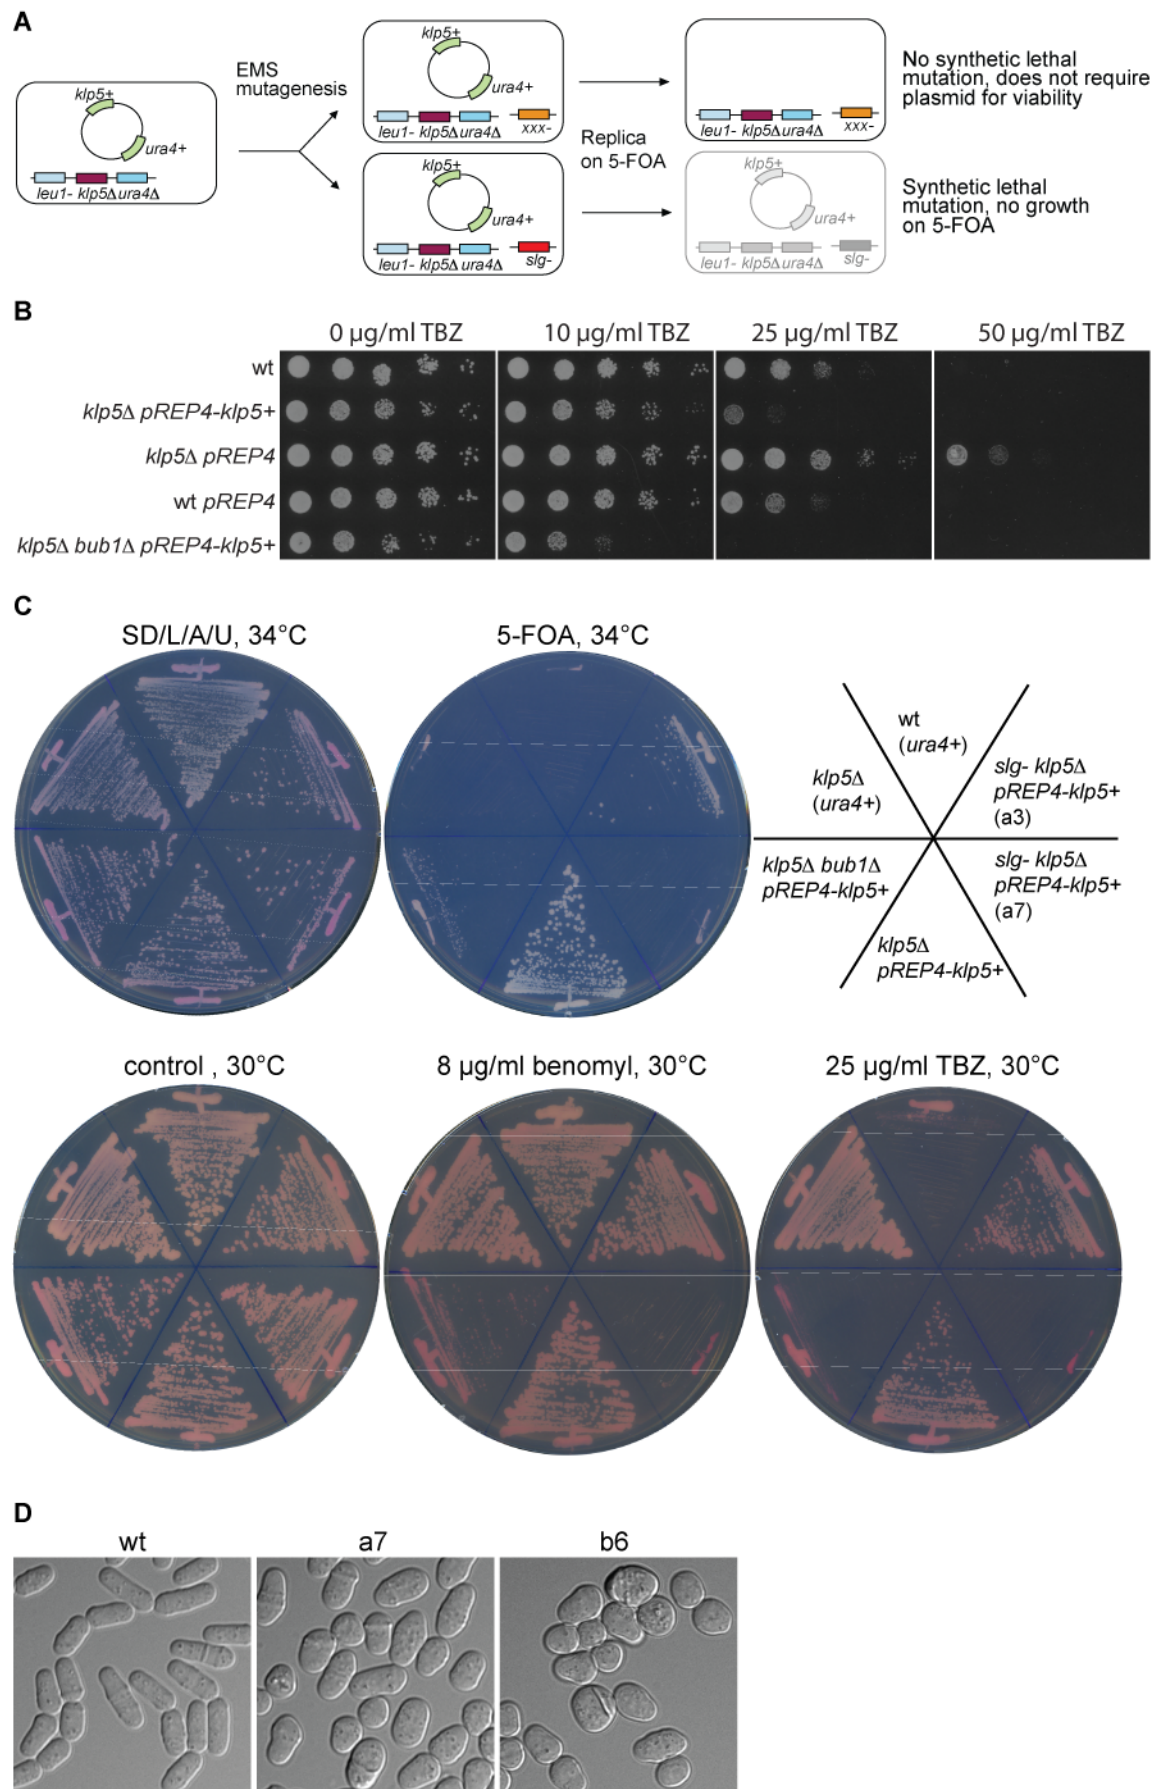 A
klp5+
ura4+
leu1- klp5Δ ura4Δ
EMS
mutagenesis
klp5+
ura4+
leu1- klp5Δ ura4Δ xxx-
klp5+
ura4+
leu1- klp5Δ ura4Δ slg-
Replica
on 5-FOA
leu1- klp5Δ ura4Δ xxx-
No synthetic lethal
mutation, does not require
plasmid for viability
klp5+
ura4+
leu1- klp5Δ ura4Δ slg-
Synthetic lethal
mutation, no growth
on 5-FOA
B
0 µg/ml TBZ 10 µg/ml TBZ 25 µg/ml TBZ 50 µg/ml TBZ
wt
klp5Δ pREP4-klp5+
klp5Δ pREP4
wt pREP4
klp5Δ bub1Δ pREP4-klp5+
C
SD/L/A/U, 34°C 5-FOA, 34°C
wt
(ura4+)
slg- klp5Δ
pREP4-klp5+
(a3)
klp5Δ
(ura4+)
klp5Δ bub1Δ
pREP4-klp5+
slg- klp5Δ
pREP4-klp5+
(a7)
klp5Δ
pREP4-klp5+
control , 30°C 8 µg/ml benomyl, 30°C 25 µg/ml TBZ, 30°C
D
wt a7 b6